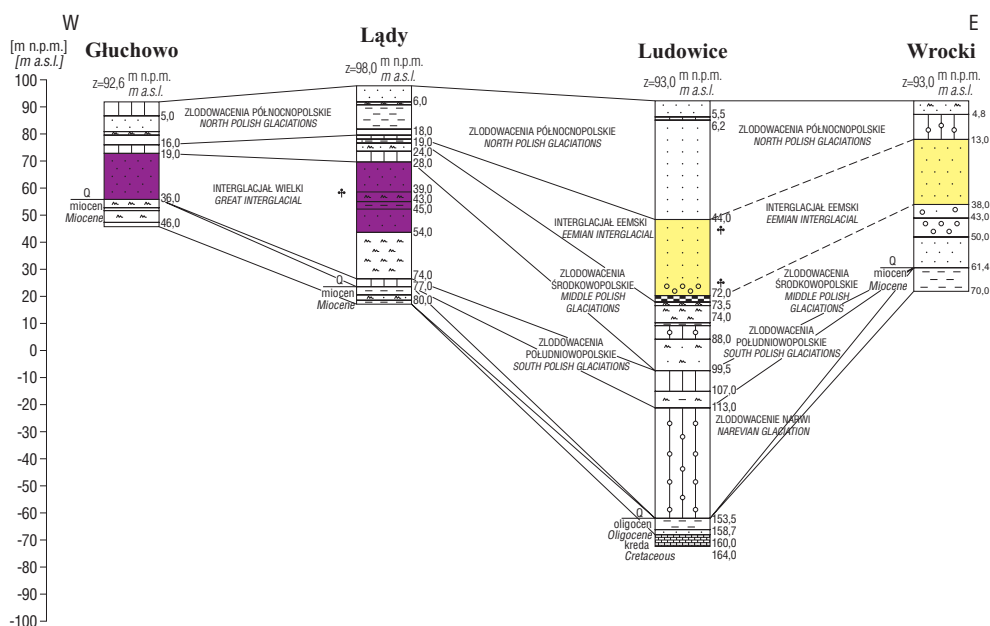 W
E
[m n.p.m.]
[m a.s.l.]
Głuchowo
Lądy
Ludowice
Wrocki
z=92,6 m n.p.m.
m a.s.l.
z=98,0 m n.p.m.
m a.s.l.
z=93,0 m n.p.m.
m a.s.l.
z=93,0 m n.p.m.
m a.s.l.
100
90
80
70
60
50
40
30
20
10
0
-10
-20
-30
-40
-50
-60
-70
-80
-90
-100
5,0
16,0
19,0
36,0
46,0
Q
miocen
Miocene
ZLODOWACENIA PÓŁNOCNOPOLSKIE
NORTH POLISH GLACIATIONS
INTERGLACJAŁ WIELKI
GREAT INTERGLACIAL
6,0
18,0
19,0
24,0
28,0
39,0
43,0
45,0
54,0
74,0
77,0
80,0
Q
miocen
Miocene
ZLODOWACENIA PÓŁNOCNOPOLSKIE
NORTH POLISH GLACIATIONS
INTERGLACJAŁ EEMSKI
EEMIAN INTERGLACIAL
ZLODOWACENIA
ŚRODKOWOPOLSKIE
MIDDLE POLISH
GLACIATIONS
ZLODOWACENIA
POŁUDNIOWOPOLSKIE
SOUTH POLISH GLACIATIONS
5,5
6,2
44,0
72,0
73,5
74,0
88,0
99,5
107,0
113,0
153,5
158,7
160,0
164,0
Q
oligocen
Oligocene
kreda
Cretaceous
ZLODOWACENIA PÓŁNOCNOPOLSKIE
NORTH POLISH GLACIATIONS
INTERGLACJAŁ EEMSKI
EEMIAN INTERGLACIAL
ZLODOWACENIA
ŚRODKOWOPOLSKIE
MIDDLE POLISH
GLACIATIONS
ZLODOWACENIA
POŁUDNIOWOPOLSKIE
SOUTH POLISH GLACIATIONS
ZLODOWACENIE NARWI
NAREVIAN GLACIATION
Q
miocen
Miocene
4,8
13,0
38,0
43,0
50,0
61,4
70,0